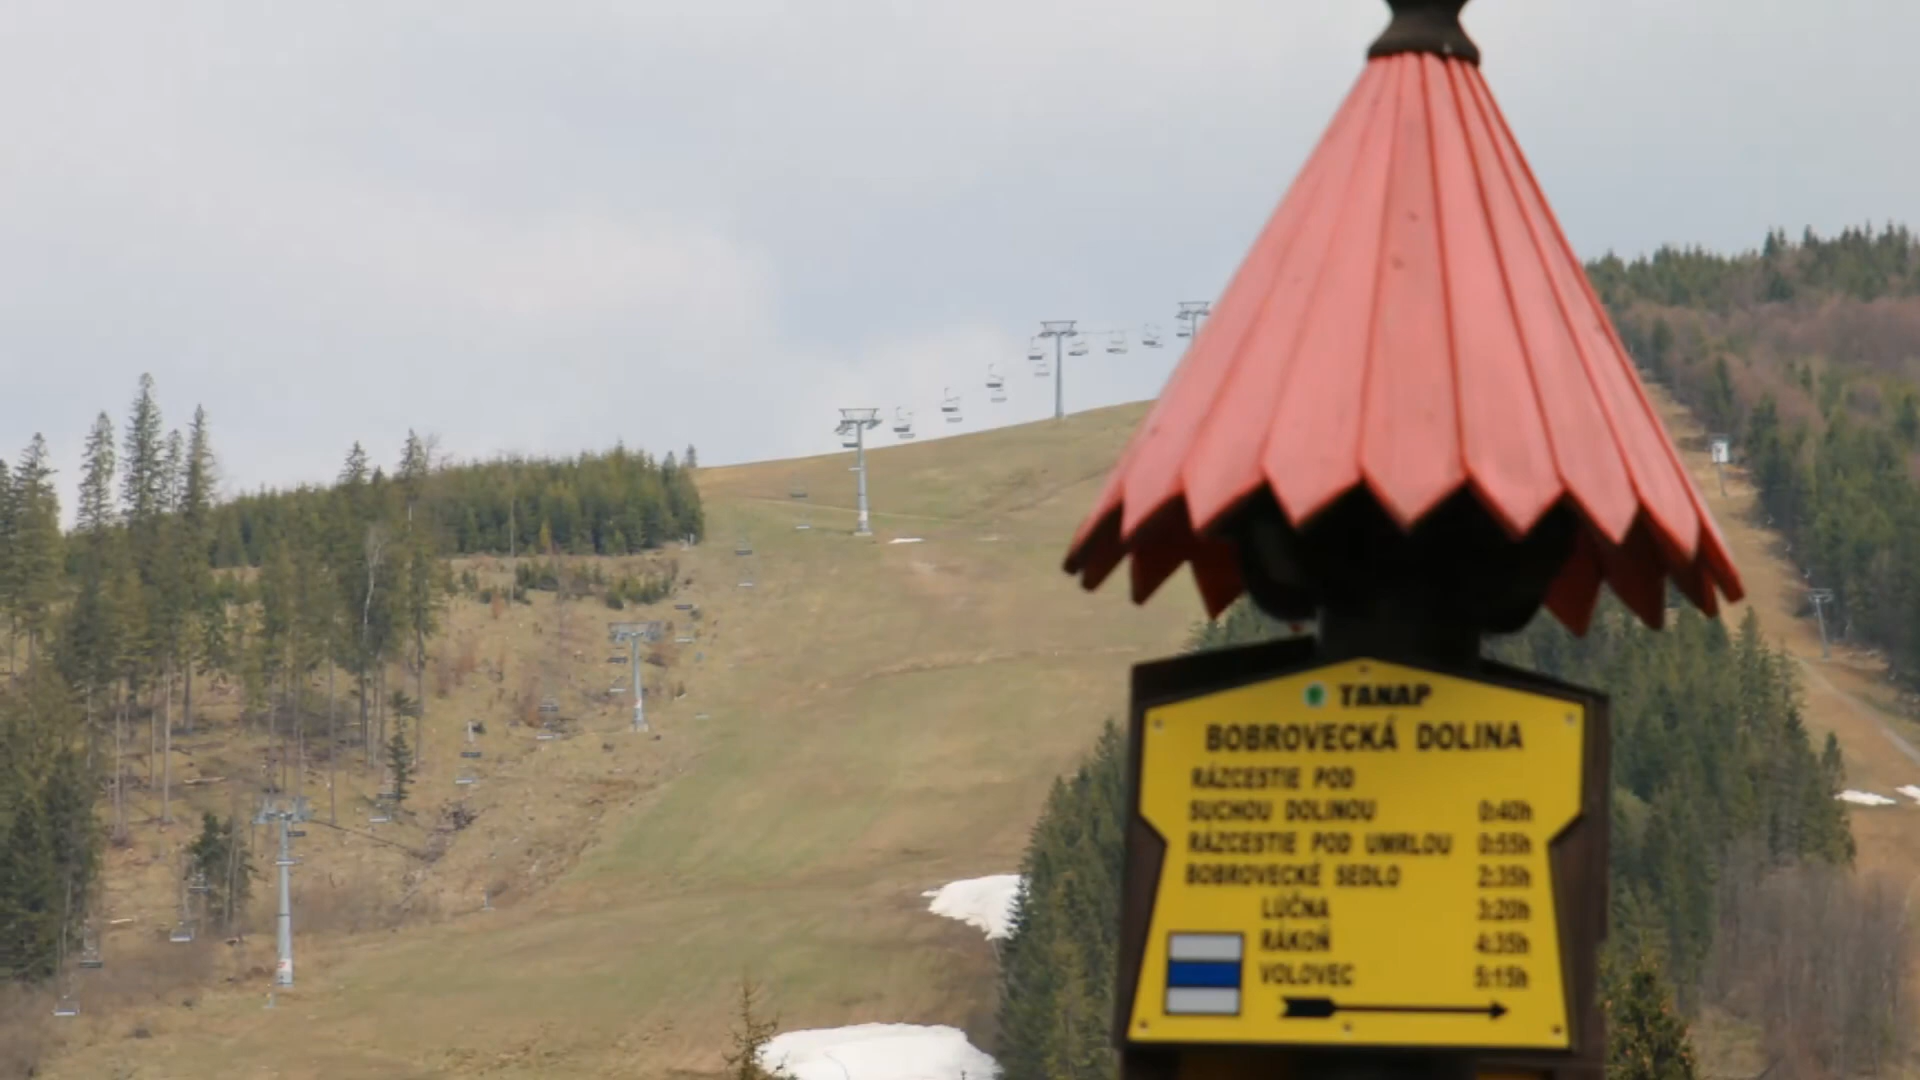 TANAP
BOBROVECKÁ DOLINA
RÁZCESTIE POD
SUCHOU DOLINOU 0:40h
RÁZCESTIE POD UMRLOU 0:55h
BOBROVECKÉ SEDLO 2:35h
LÚČNA 3:20h
RÁKOŇ 4:35h
VOLOVEC 5:15h